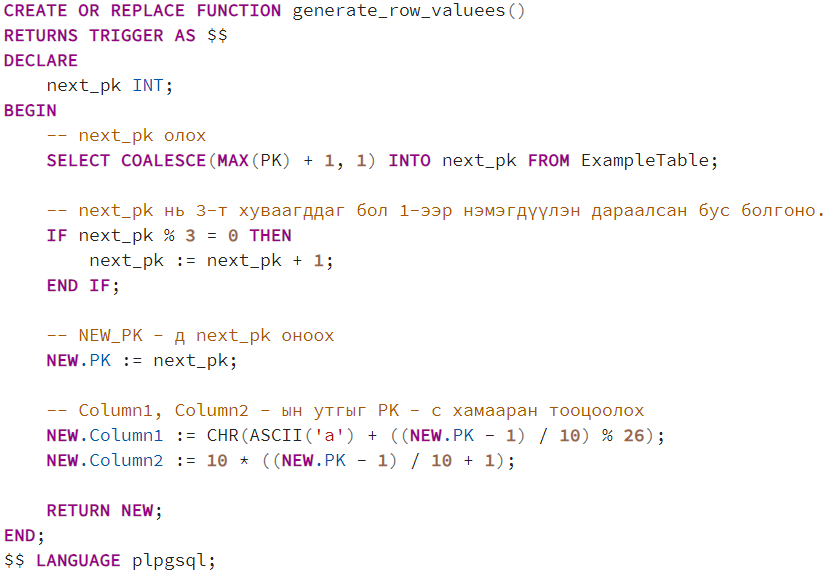 CREATE OR REPLACE FUNCTION generate_row_valuees()
RETURNS TRIGGER AS $$
DECLARE
    next_pk INT;
BEGIN
    -- next_pk олох
    SELECT COALESCE(MAX(PK) + 1, 1) INTO next_pk FROM ExampleTable;

    -- next_pk нь 3-т хуваагддаг бол 1-ээр нэмэгдүүлэн дараалсан бус болгоно.
    IF next_pk % 3 = 0 THEN
        next_pk := next_pk + 1;
    END IF;

    -- NEW_PK - д next_pk оноох
    NEW.PK := next_pk;

    -- Column1, Column2 - ын утгыг PK - с хамааран тооцоолох
    NEW.Column1 := CHR(ASCII('a') + ((NEW.PK - 1) / 10) % 26);
    NEW.Column2 := 10 * ((NEW.PK - 1) / 10 + 1);

    RETURN NEW;
END;
$$ LANGUAGE plpgsql;